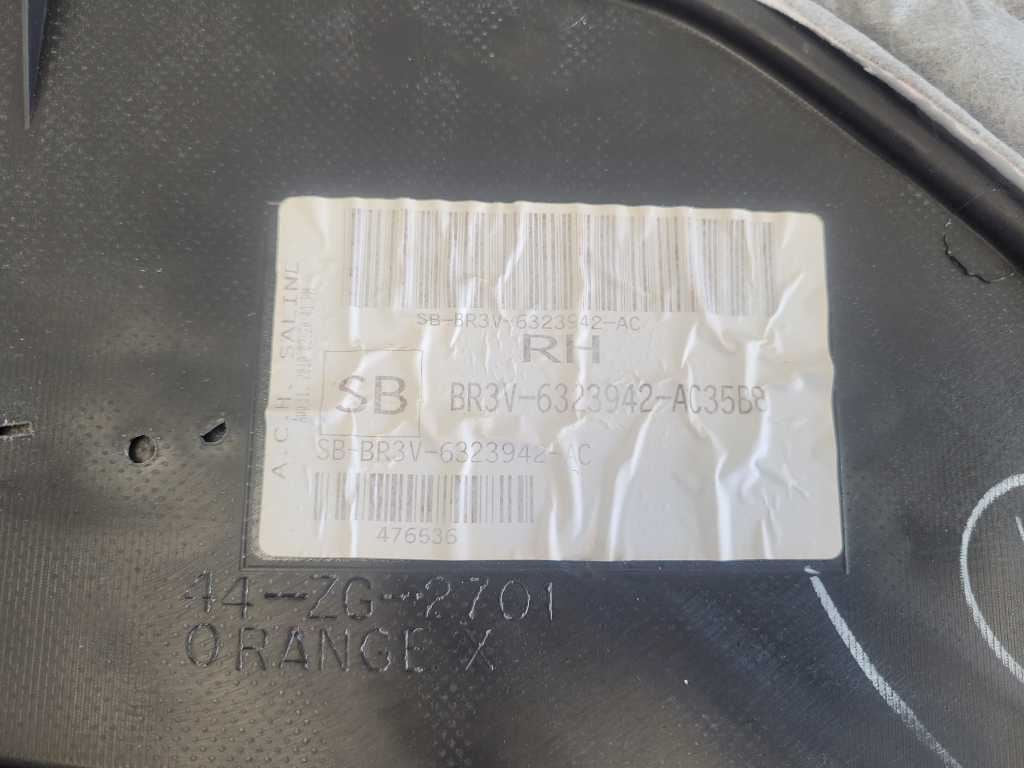 SB-BR3V-6323942-AC
RH
SB
BR3V-6323942-AC35B8
SB-BR3V-6323942-AC
476536
A.C.H. SALINE
44-ZG-2701
ORANGE X